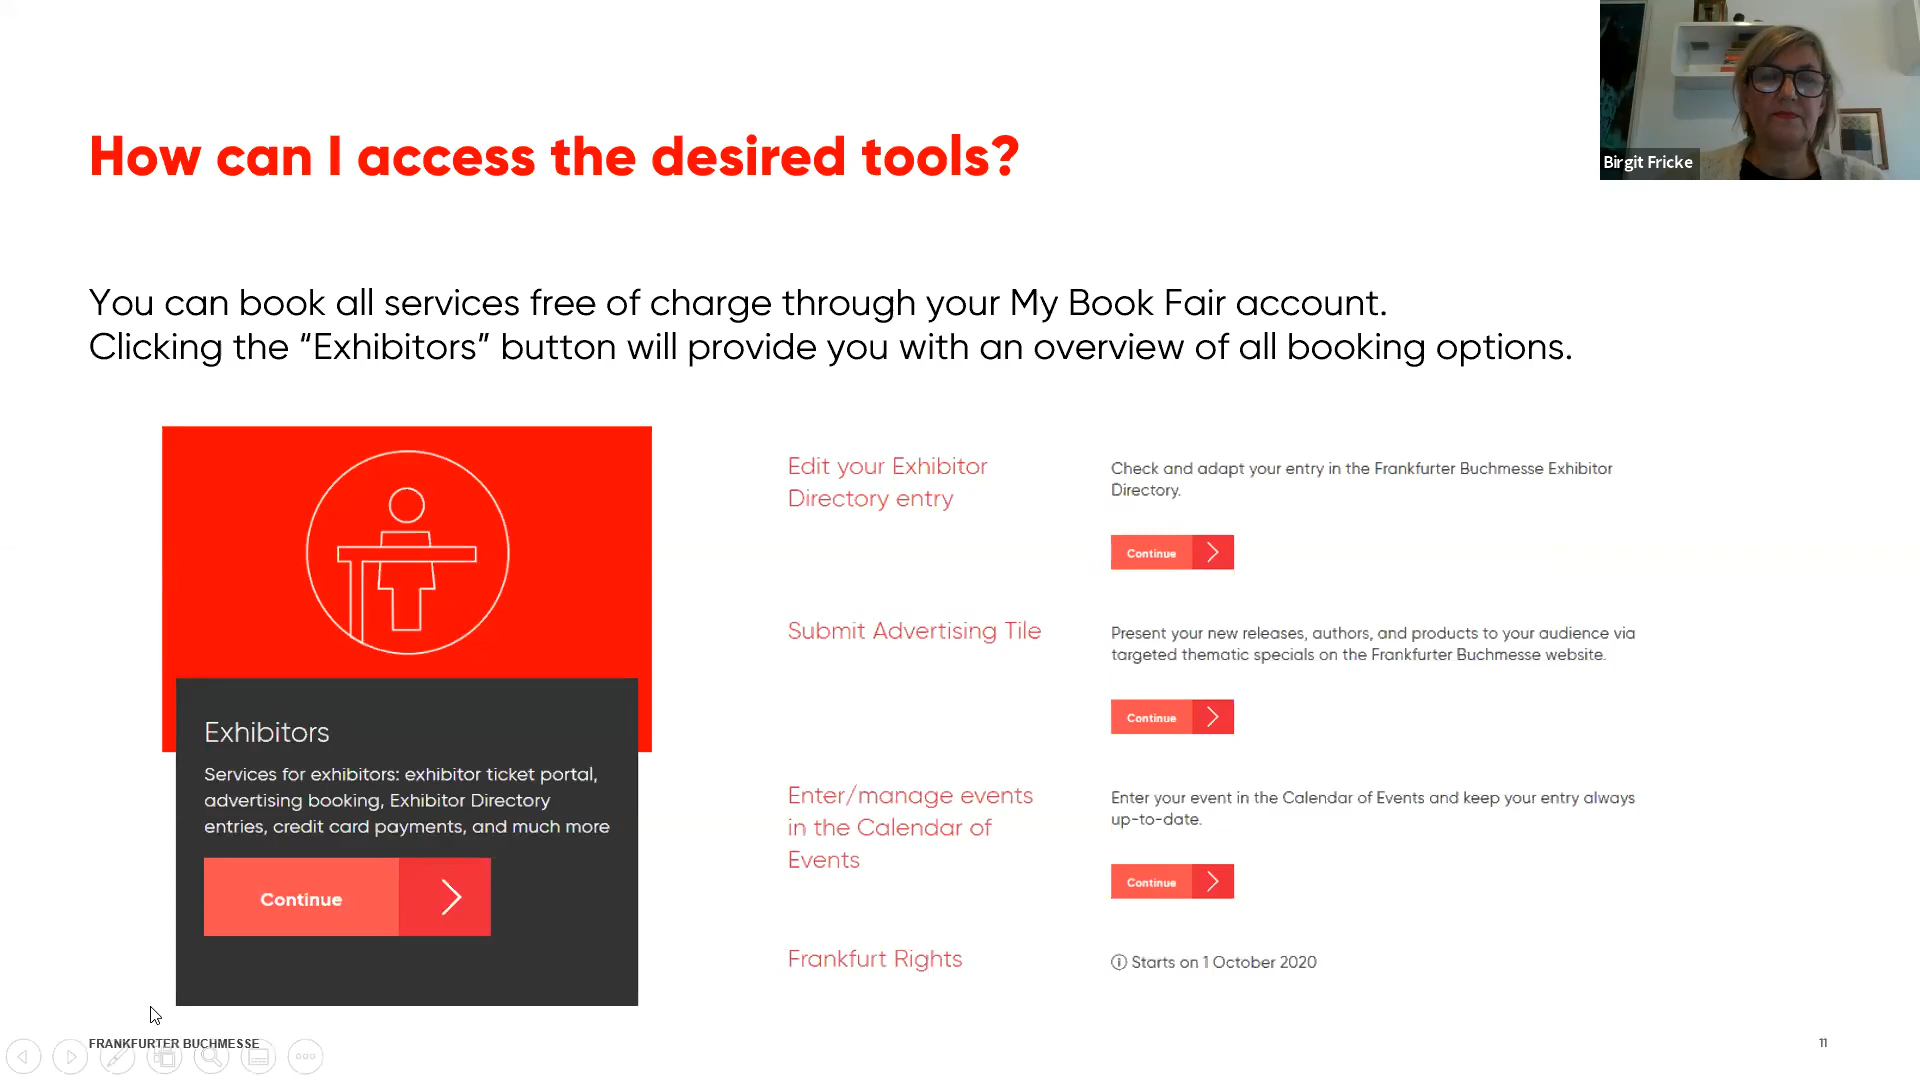 How can I access the desired tools?
Birgit Fricke
You can book all services free of charge through your My Book Fair account.
Clicking the “Exhibitors” button will provide you with an overview of all booking options.
Exhibitors
Services for exhibitors: exhibitor ticket portal,
advertising booking, Exhibitor Directory
entries, credit card payments, and much more
Continue
Edit your Exhibitor
Directory entry
Check and adapt your entry in the Frankfurter Buchmesse Exhibitor
Directory.
Continue
Submit Advertising Tile
Present your new releases, authors, and products to your audience via
targeted thematic specials on the Frankfurter Buchmesse website.
Continue
Enter/manage events
in the Calendar of
Events
Enter your event in the Calendar of Events and keep your entry always
up-to-date.
Continue
Frankfurt Rights
Starts on 1 October 2020
FRANKFURTER BUCHMESSE
11